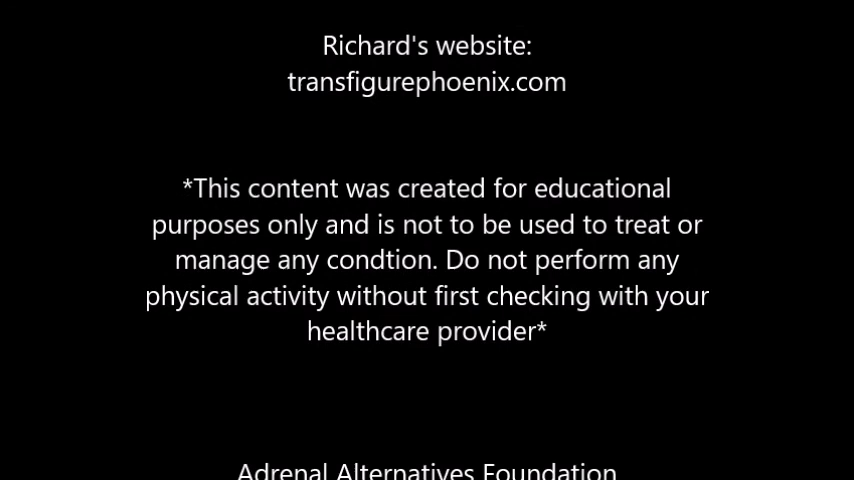 Richard's website:
transfigurephoenix.com
*This content was created for educational
purposes only and is not to be used to treat or
manage any condtion. Do not perform any
physical activity without first checking with your
healthcare provider*
Adrenal Alternatives Foundation